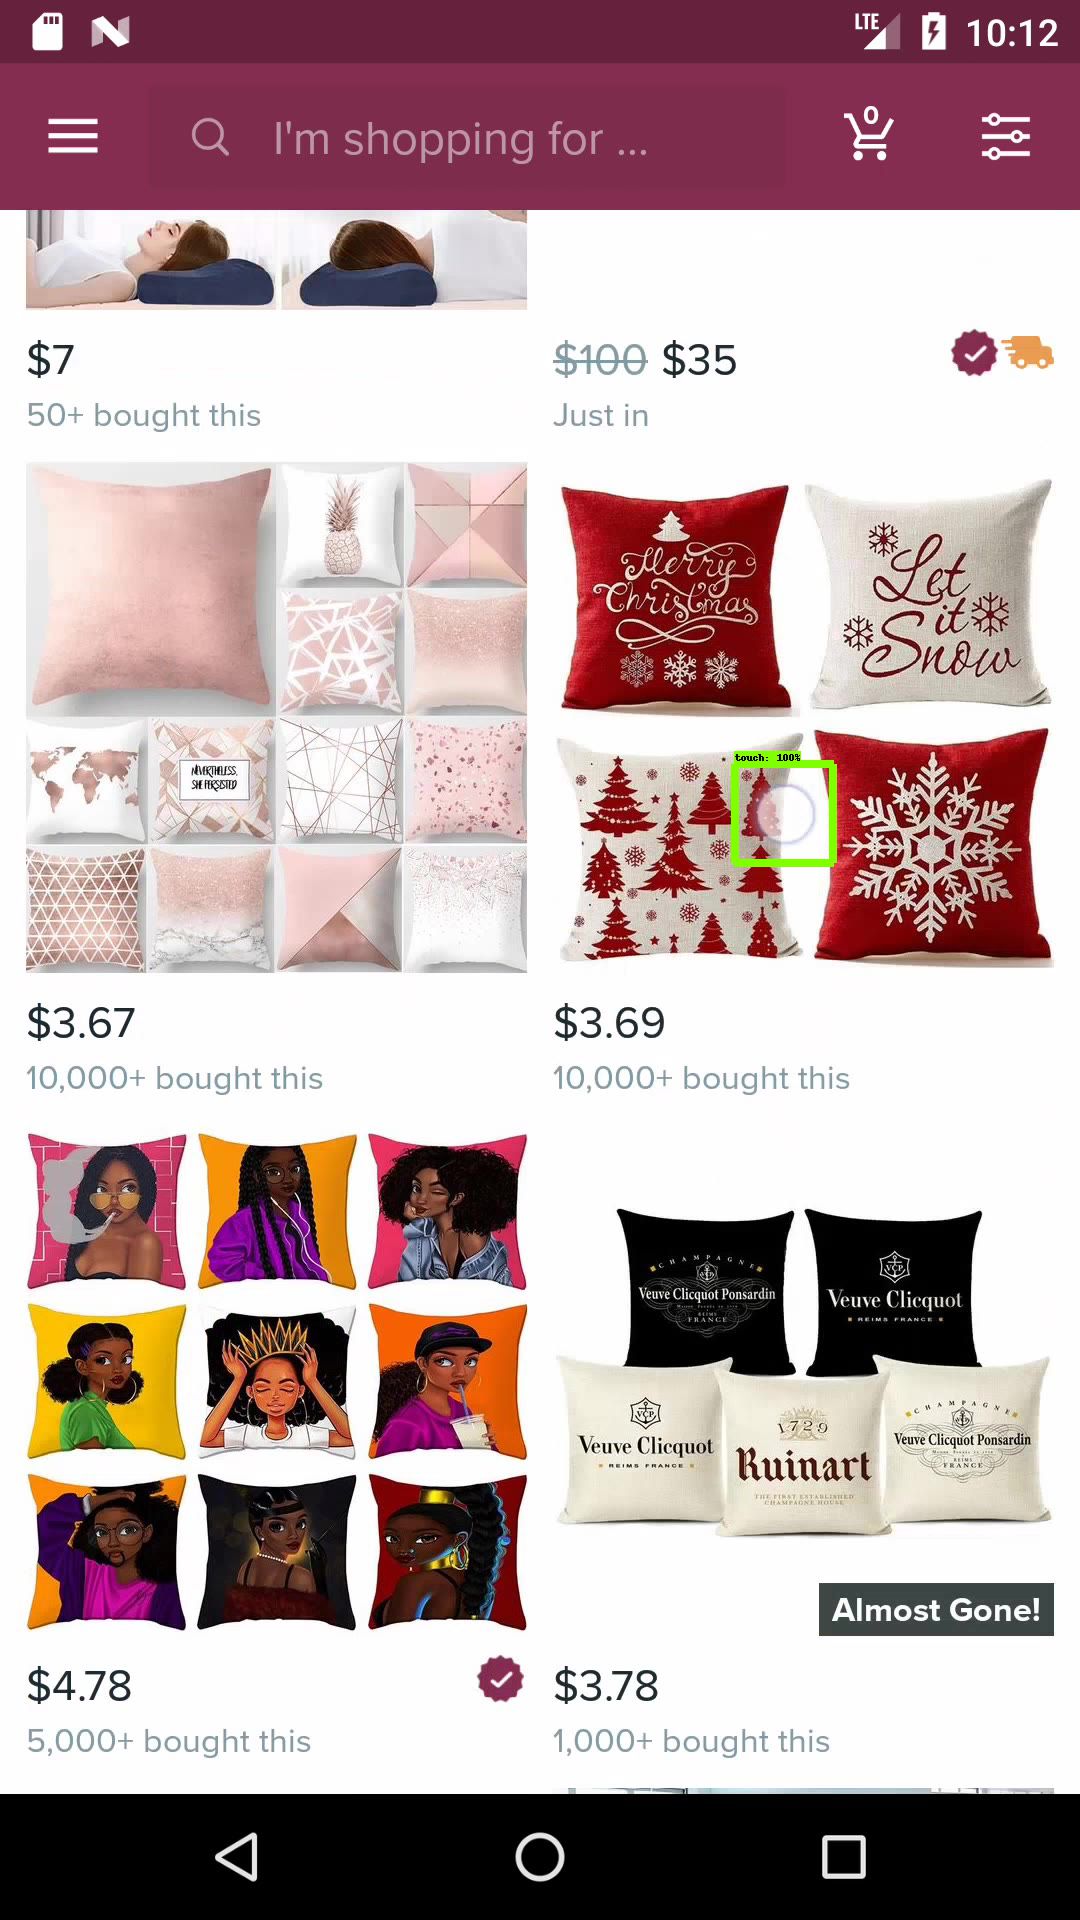 LTE 10:12
0
I'm shopping for ...
$7
50+ bought this
$100 $35
Just in
NEVERTHELESS,
SHE PERSISTED
Merry
Christmas
Let
it
Snow
touch: 100%
$3.67
10,000+ bought this
$3.69
10,000+ bought this
CHAMPAGNE
VCP
Veuve Clicquot Ponsardin
REIMS
FRANCE
VCP
Veuve Clicquot
REIMS FRANCE
VCP
Veuve Clicquot
REIMS FRANCE
1729
Ruinart
THE FIRST ESTABLISHED
CHAMPAGNE HOUSE
CHAMPAGNE
Veuve Clicquot Ponsardin
REIMS
FRANCE
Almost Gone!
$4.78
5,000+ bought this
$3.78
1,000+ bought this